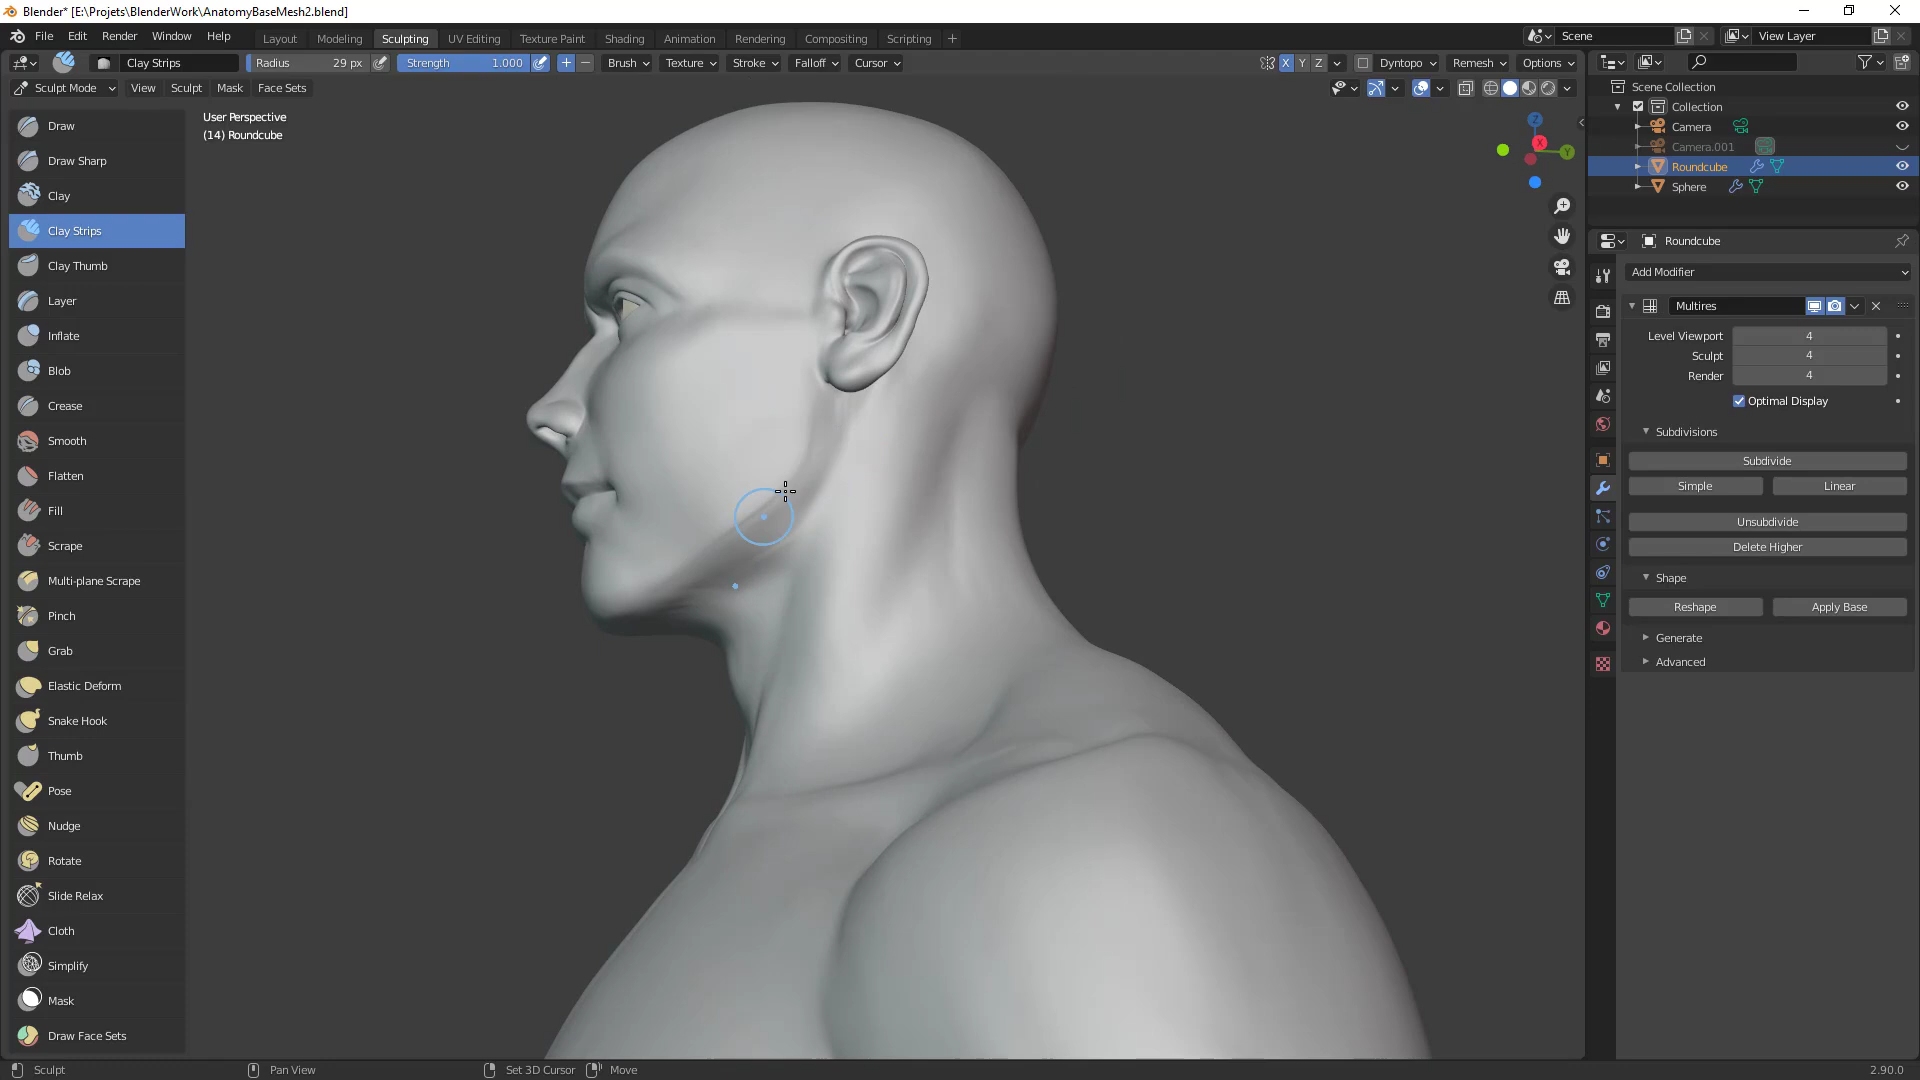 Blender* [E:\Projets\BlenderWork\AnatomyBaseMesh2.blend]
File Edit Render Window Help Layout Modeling Sculpting UV Editing Texture Paint Shading Animation Rendering Compositing Scripting + Scene View Layer
Clay Strips Radius 29 px Strength 1.000 + − Brush Texture Stroke Falloff Cursor X Y Z Dyntopo Remesh Options
Sculpt Mode View Sculpt Mask Face Sets
User Perspective
(14) Roundcube
Draw
Draw Sharp
Clay
Clay Strips
Clay Thumb
Layer
Inflate
Blob
Crease
Smooth
Flatten
Fill
Scrape
Multi-plane Scrape
Pinch
Grab
Elastic Deform
Snake Hook
Thumb
Pose
Nudge
Rotate
Slide Relax
Cloth
Simplify
Mask
Draw Face Sets
Z
X
Y
Scene Collection
Collection
Camera
Camera.001
Roundcube
Sphere
Roundcube
Add Modifier
Multires
Level Viewport 4
Sculpt 4
Render 4
Optimal Display
Subdivisions
Subdivide
Simple Linear
Unsubdivide
Delete Higher
Shape
Reshape Apply Base
Generate
Advanced
Sculpt Pan View Set 3D Cursor Move 2.90.0